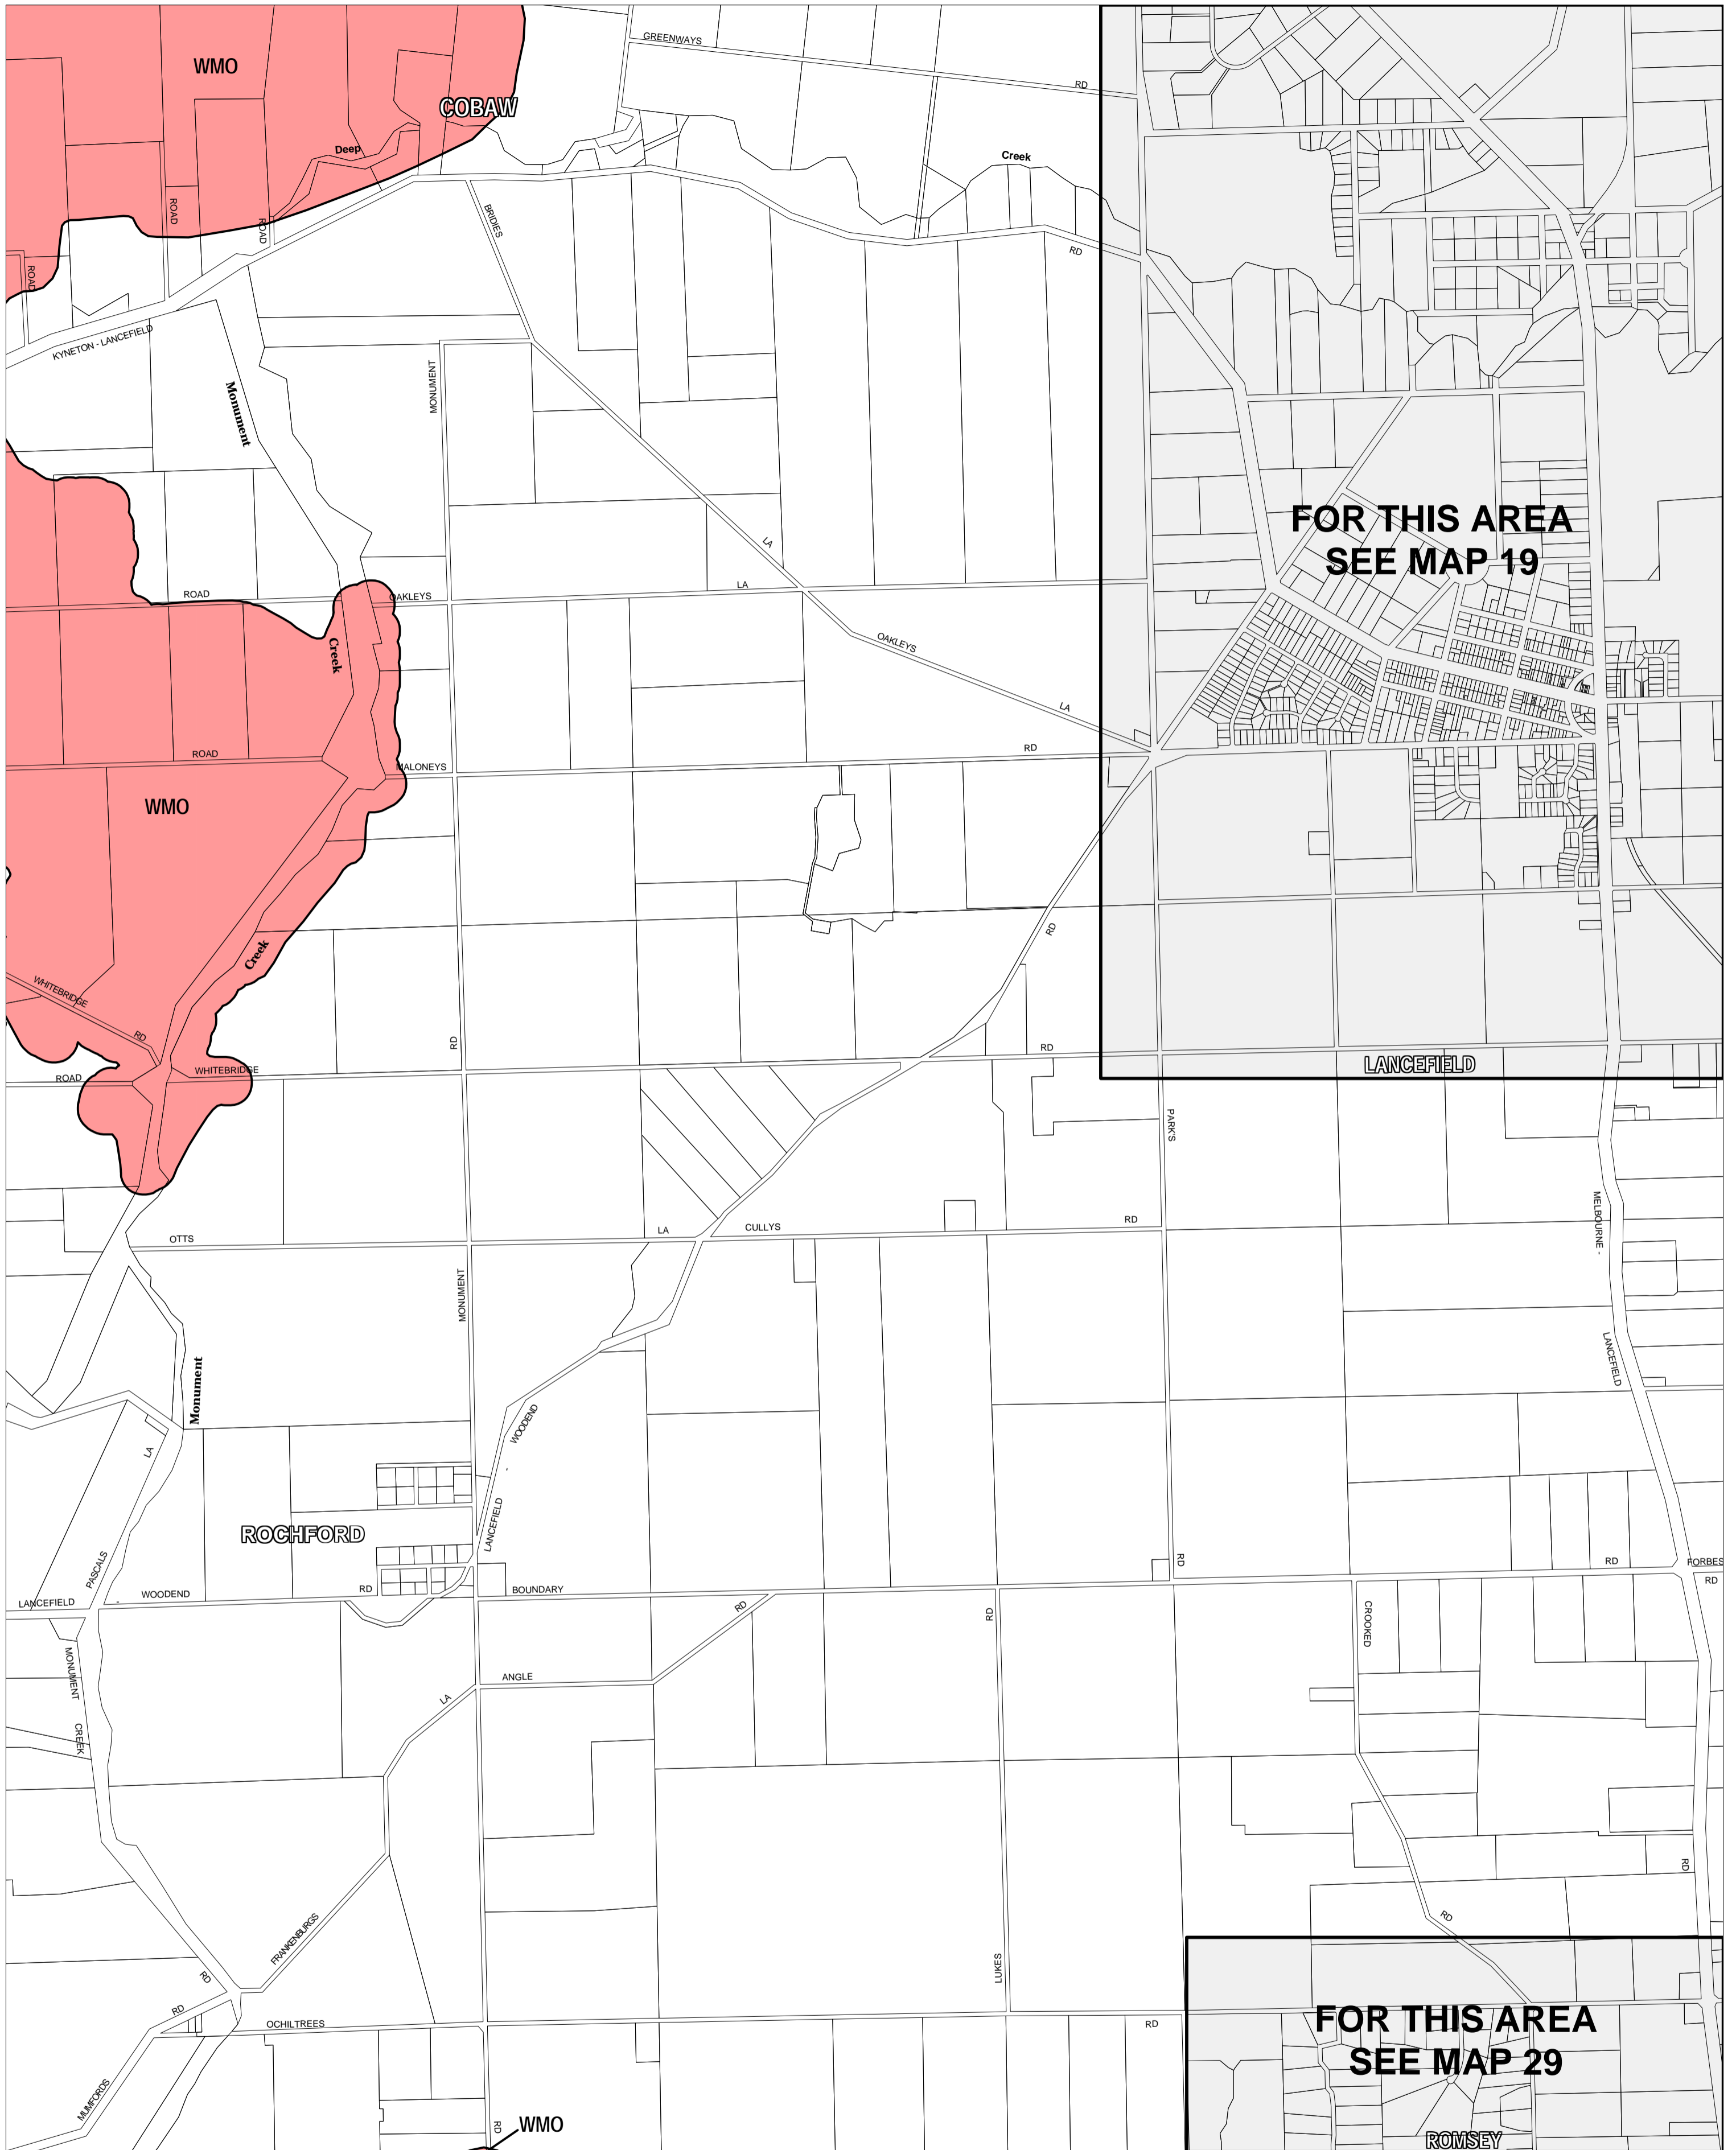 GREENWAYS
RD
WMO
COBAW
Deep
Creek
ROAD
ROAD
ROAD
BRIDIES
RD
KYNETON - LANCEFIELD
MONUMENT
Monument
FOR THIS AREA
SEE MAP 19
LA
LA
ROAD
OAKLEYS
OAKLEYS
Creek
LA
RD
ROAD
MALONEYS
WMO
RD
Creek
WHITEBRIDGE
RD
RD
RD
LANCEFIELD
ROAD
WHITEBRIDGE
PARK'S
MELBOURNE -
OTTS
LA
CULLYS
RD
MONUMENT
LANCEFIELD
Monument
WOODEND
-
LANCEFIELD
LA
ROCHFORD
PASCALS
RD
RD
FORBES
RD
LANCEFIELD
-
WOODEND
RD
BOUNDARY
RD
RD
CROOKED
MONUMENT
CREEK
ANGLE
LA
RD
RD
FRANKENBURGS
LUKES
RD
RD
OCHILTREES
RD
FOR THIS AREA
SEE MAP 29
MUMFORDS
RD
WMO
ROMSEY